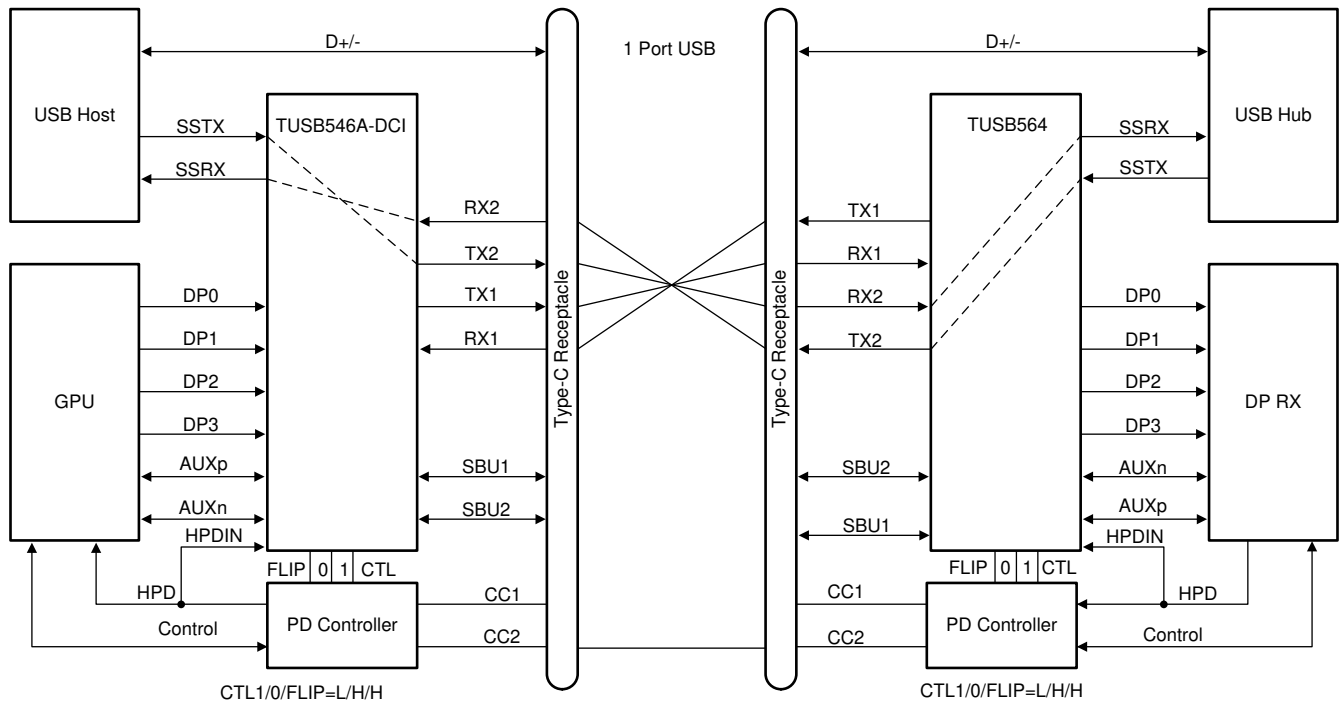 D+/-
1 Port USB
D+/-
USB Host
TUSB546A-DCI
TUSB564
USB Hub
SSTX
SSRX
SSRX
SSTX
RX2
TX2
TX1
RX1
TX1
RX1
RX2
TX2
Type-C Receptacle
Type-C Receptacle
GPU
DP0
DP1
DP2
DP3
AUXp
AUXn
HPDIN
SBU1
SBU2
SBU2
SBU1
DP0
DP1
DP2
DP3
AUXn
AUXp
HPDIN
DP RX
FLIP 0 1 CTL
FLIP 0 1 CTL
HPD
Control
PD Controller
CC1
CC2
CC1
CC2
PD Controller
HPD
Control
CTL1/0/FLIP=L/H/H
CTL1/0/FLIP=L/H/H